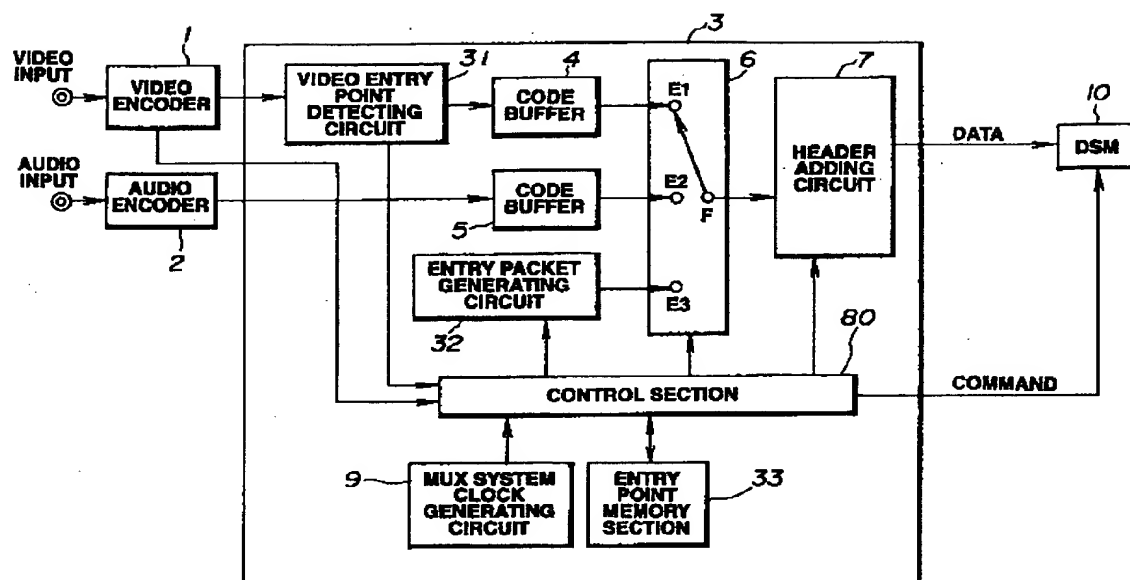 1
3
VIDEO
INPUT
VIDEO
ENCODER
31
VIDEO ENTRY
POINT
DETECTING
CIRCUIT
4
CODE
BUFFER
6
E1
E2
F
E3
7
HEADER
ADDING
CIRCUIT
DATA
10
DSM
AUDIO
INPUT
AUDIO
ENCODER
2
CODE
BUFFER
5
ENTRY PACKET
GENERATING
CIRCUIT
32
80
CONTROL SECTION
COMMAND
9
MUX SYSTEM
CLOCK
GENERATING
CIRCUIT
ENTRY
POINT
MEMORY
SECTION
33